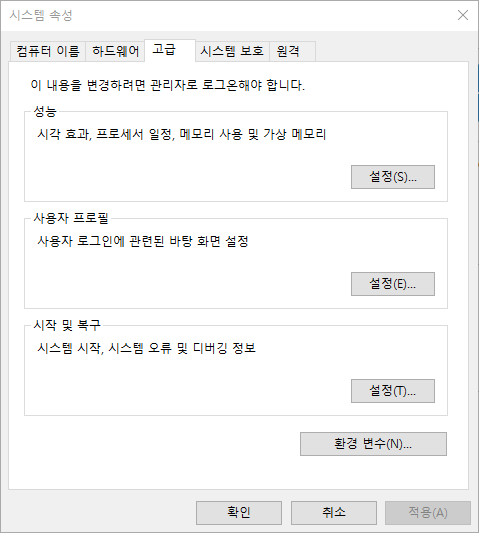 시스템 속성
컴퓨터 이름 하드웨어 고급 시스템 보호 원격
이 내용을 변경하려면 관리자로 로그온해야 합니다.
성능
시각 효과, 프로세서 일정, 메모리 사용 및 가상 메모리
설정(S)...
사용자 프로필
사용자 로그인에 관련된 바탕 화면 설정
설정(E)...
시작 및 복구
시스템 시작, 시스템 오류 및 디버깅 정보
설정(T)...
환경 변수(N)...
확인 취소 적용(A)